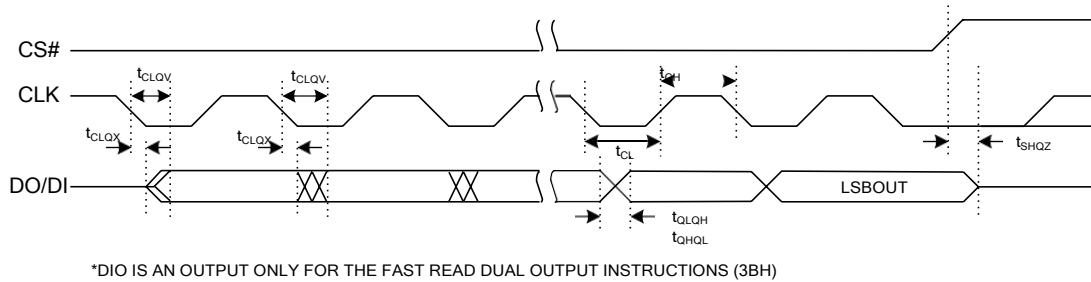 CS#
tCLQV
tCLQV
tCH
CLK
tCLQX
tCLQX
tCL
tSHQZ
DO/DI
LSBOUT
tQLQH
tQHQL
*DIO IS AN OUTPUT ONLY FOR THE FAST READ DUAL OUTPUT INSTRUCTIONS (3BH)